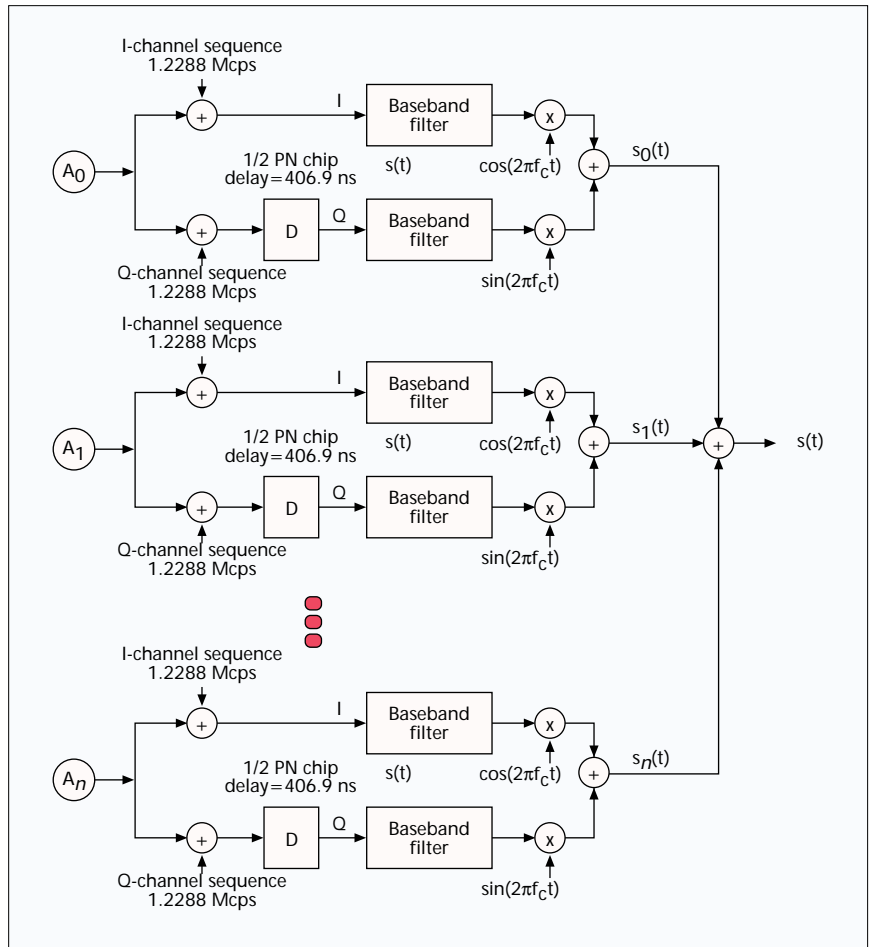 I-channel sequence
1.2288 Mcps
+
I
Baseband
filter
x
cos(2πfct)
A0
1/2 PN chip
delay=406.9 ns
s(t)
+
s0(t)
+
D
Q
Baseband
filter
x
sin(2πfct)
Q-channel sequence
1.2288 Mcps
I-channel sequence
1.2288 Mcps
+
I
Baseband
filter
x
cos(2πfct)
A1
1/2 PN chip
delay=406.9 ns
s(t)
+
s1(t)
+
s(t)
+
D
Q
Baseband
filter
x
sin(2πfct)
Q-channel sequence
1.2288 Mcps
I-channel sequence
1.2288 Mcps
+
I
Baseband
filter
x
cos(2πfct)
An
1/2 PN chip
delay=406.9 ns
s(t)
+
sn(t)
+
D
Q
Baseband
filter
x
sin(2πfct)
Q-channel sequence
1.2288 Mcps